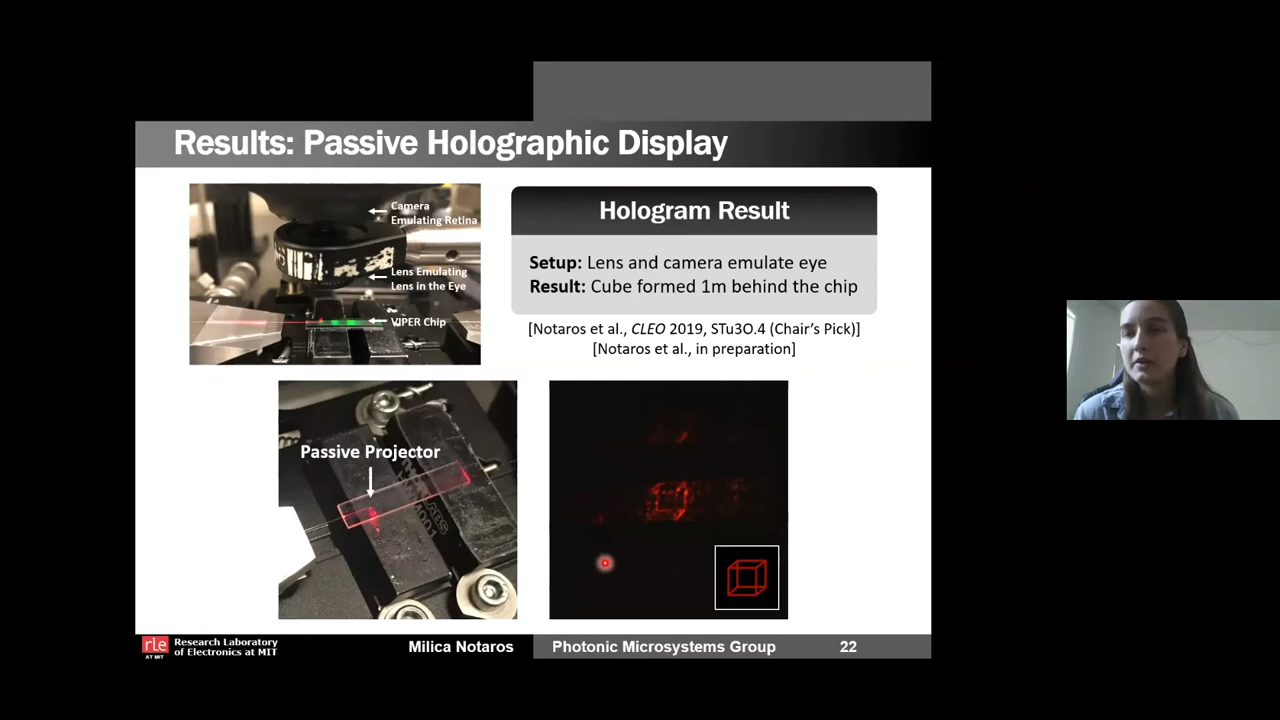 Results: Passive Holographic Display
Camera
Emulating Retina
Lens Emulating
Lens in the Eye
VIPER Chip
Hologram Result
Setup: Lens and camera emulate eye
Result: Cube formed 1m behind the chip
[Notaros et al., CLEO 2019, STu3O.4 (Chair's Pick)]
[Notaros et al., in preparation]
Passive Projector
rle
AT MIT
Research Laboratory
of Electronics at MIT
Milica Notaros
Photonic Microsystems Group
22